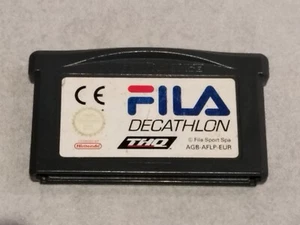 CE
FILA
DECATHLON
Nintendo
THQ
© Fila Sport Spa
AGB-AFLP-EUR